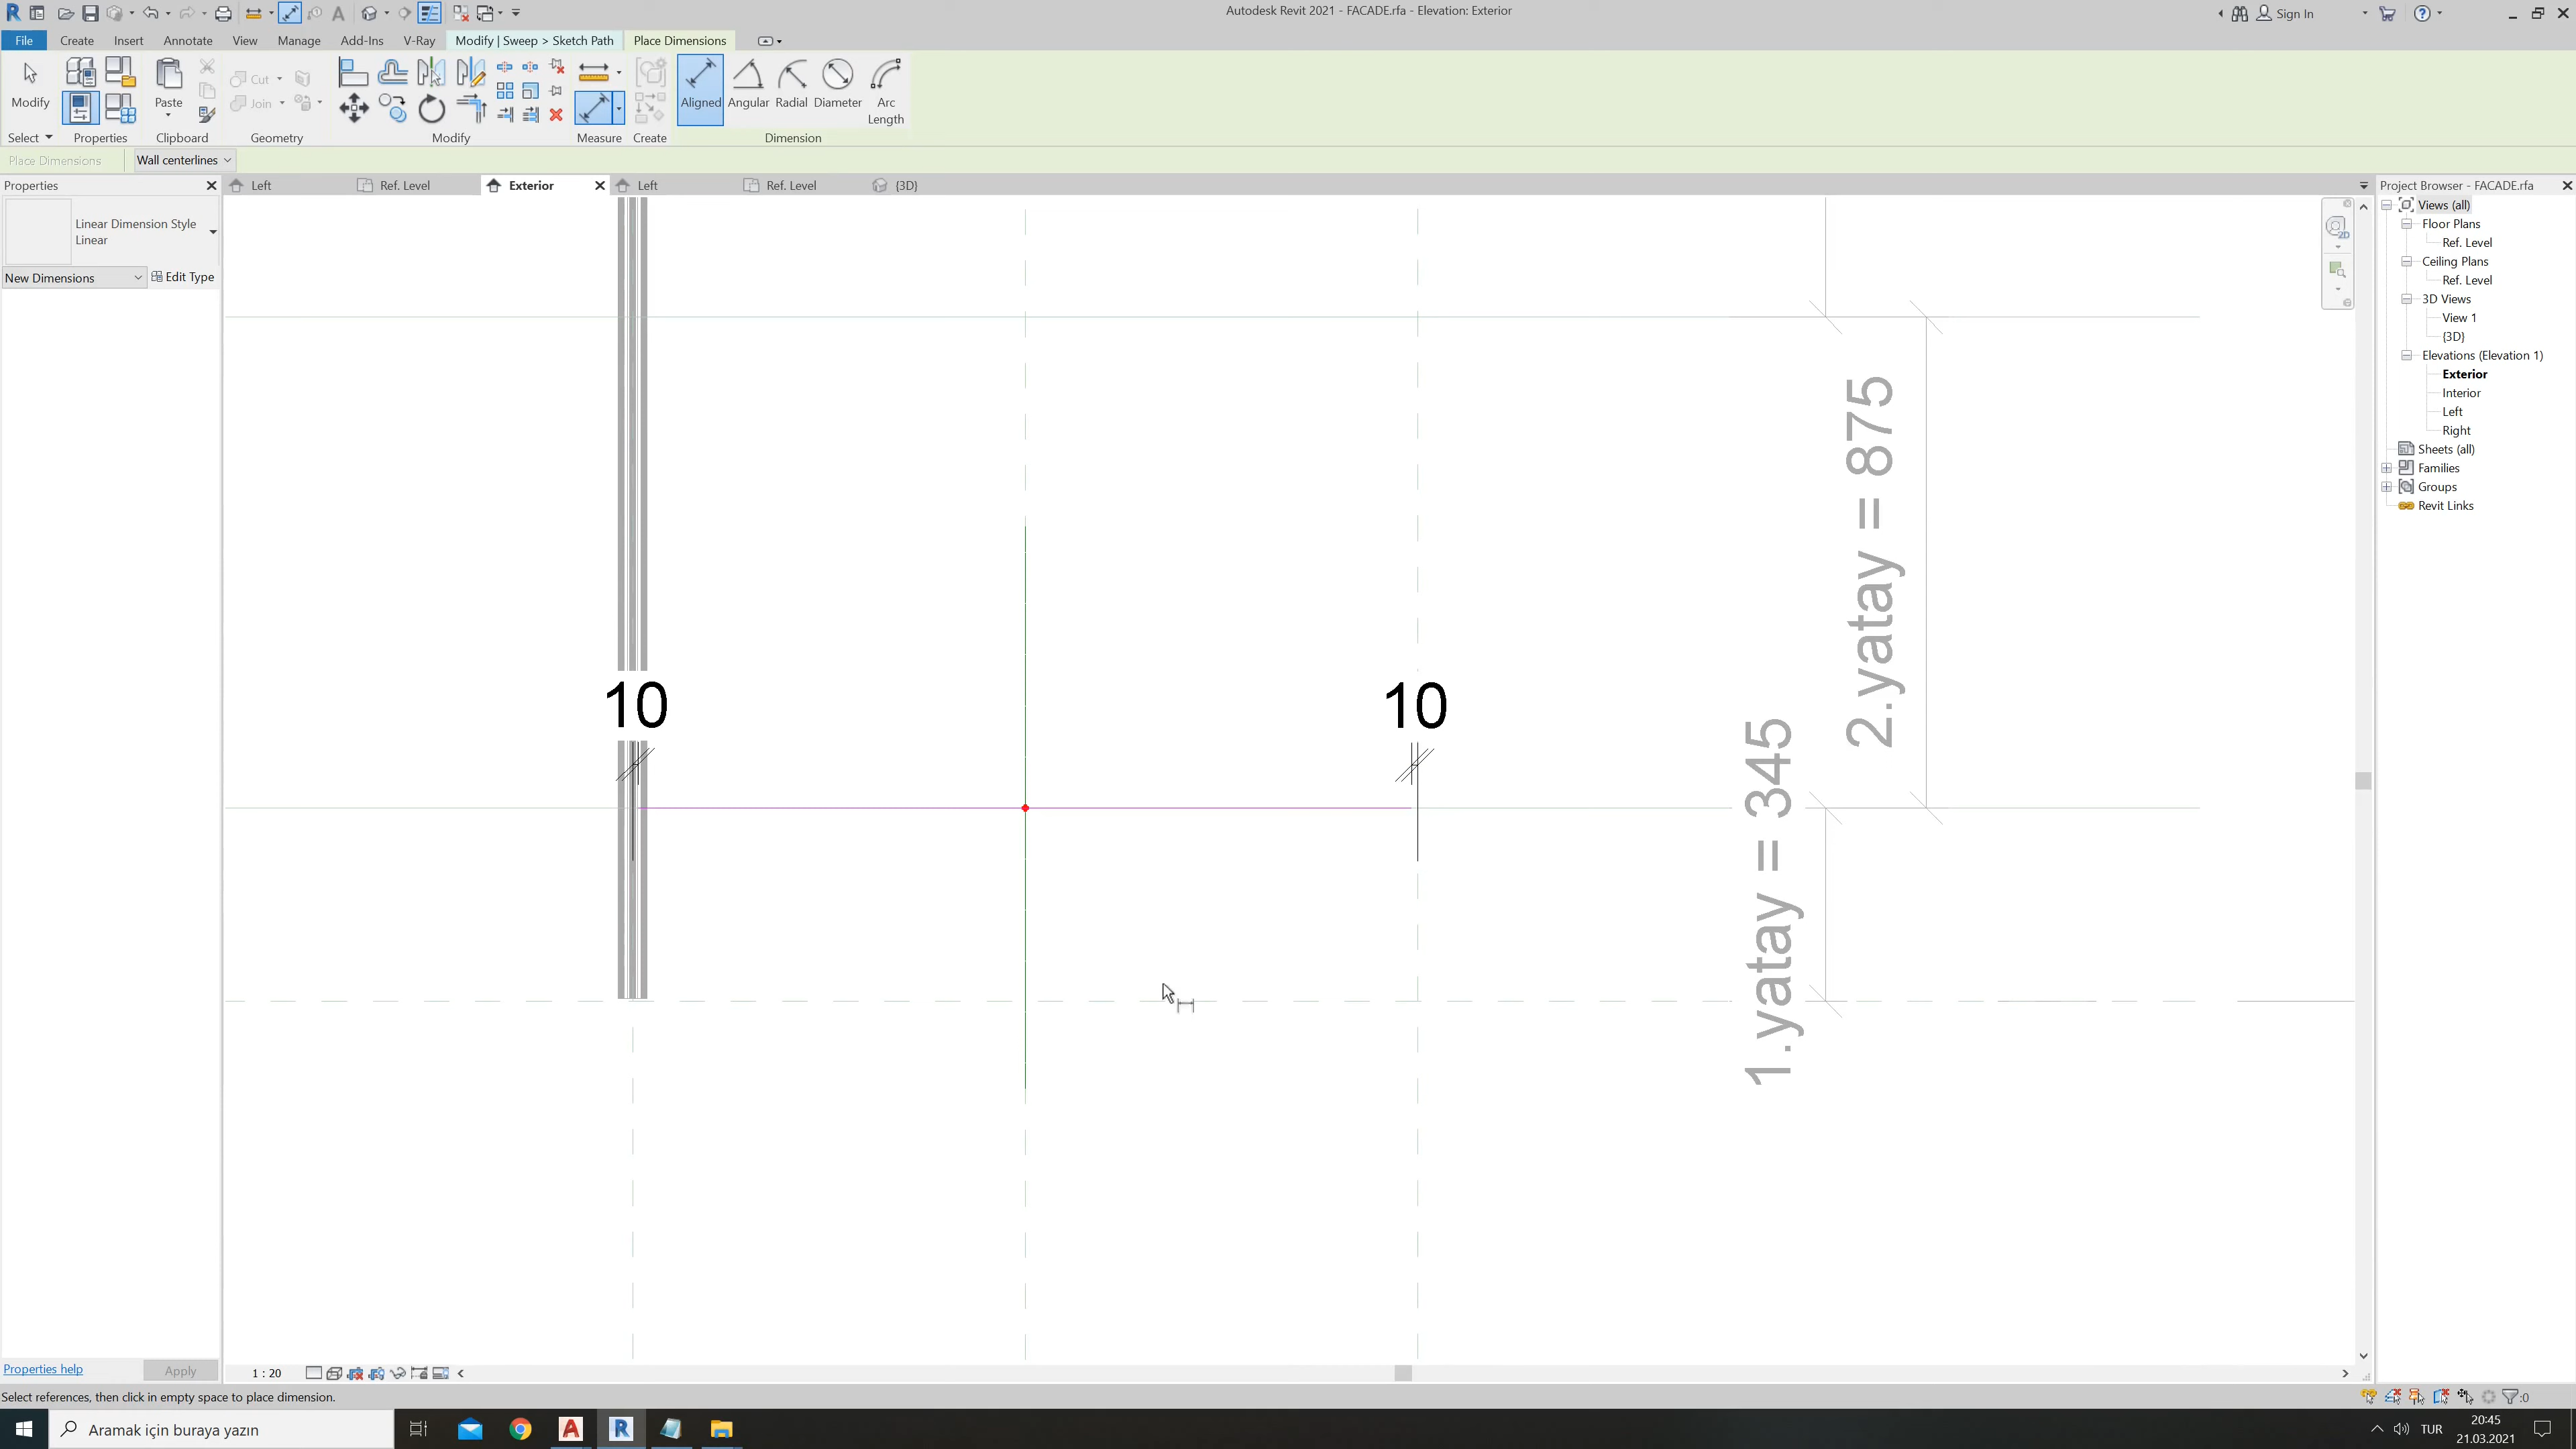 Autodesk Revit 2021 - FACADE.rfa - Elevation: Exterior
Sign In
File Create Insert Annotate View Manage Add-Ins V-Ray Modify | Sweep > Sketch Path Place Dimensions
Modify
Paste
Cut
Join
Aligned Angular Radial Diameter Arc Length
Select Properties Clipboard Geometry Modify Measure Create Dimension
Place Dimensions Wall centerlines
Properties
Left Ref. Level Exterior Left Ref. Level {3D}
Project Browser - FACADE.rfa
Linear Dimension Style
Linear
New Dimensions Edit Type
Views (all)
Floor Plans
Ref. Level
Ceiling Plans
Ref. Level
3D Views
View 1
{3D}
Elevations (Elevation 1)
Exterior
Interior
Left
Right
Sheets (all)
Families
Groups
Revit Links
2.yatay = 875
10 10
1.yatay = 345
Properties help Apply
1 : 20
Select references, then click in empty space to place dimension.
:0
Aramak için buraya yazın
TUR
20:45
21.03.2021